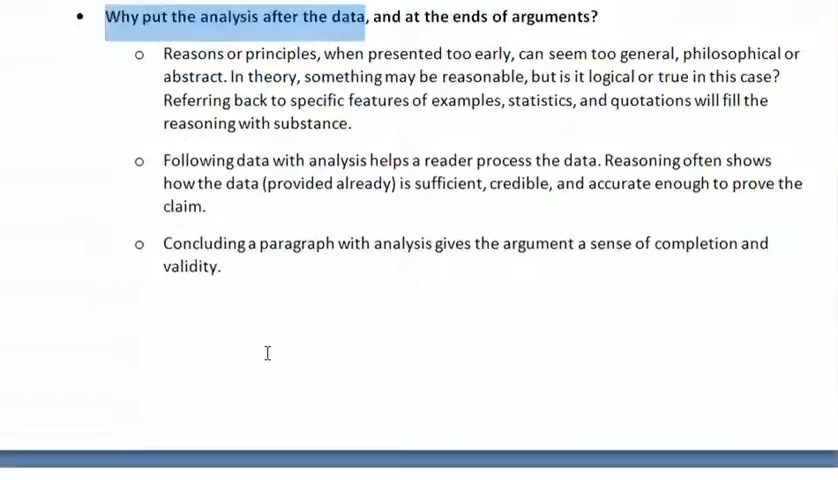 • Why put the analysis after the data, and at the ends of arguments?
o Reasons or principles, when presented too early, can seem too general, philosophical or
abstract. In theory, something may be reasonable, but is it logical or true in this case?
Referring back to specific features of examples, statistics, and quotations will fill the
reasoning with substance.
o Following data with analysis helps a reader process the data. Reasoning often shows
how the data (provided already) is sufficient, credible, and accurate enough to prove the
claim.
o Concluding a paragraph with analysis gives the argument a sense of completion and
validity.